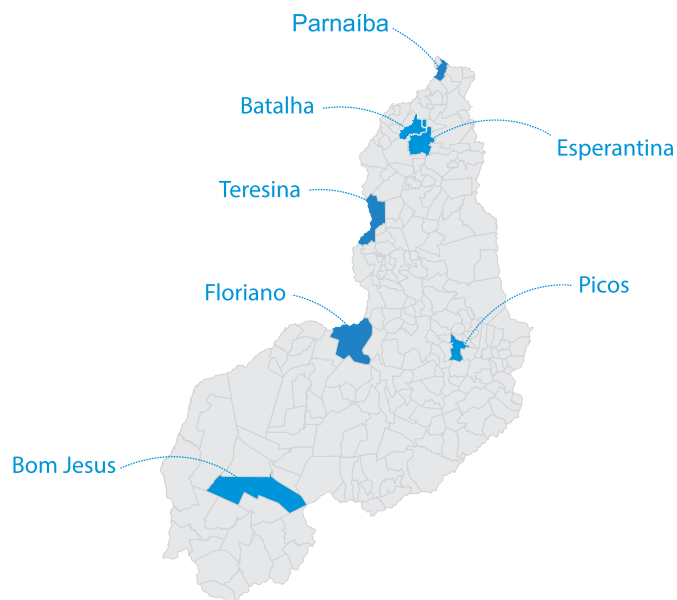 Parnaíba
Batalha
Esperantina
Teresina
Floriano
Picos
Bom Jesus